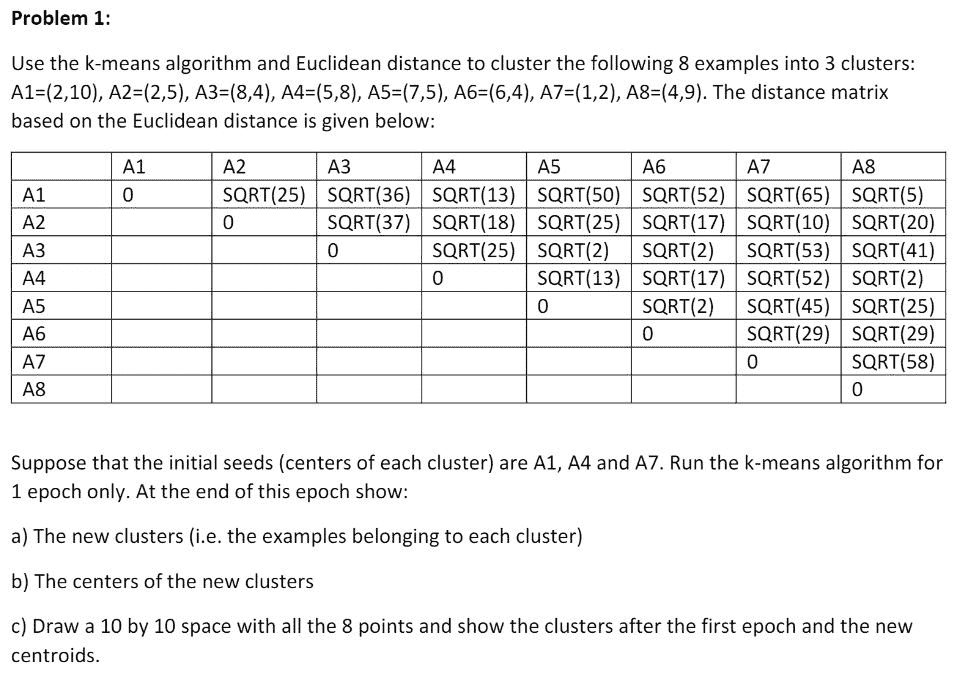 Problem 1:
Use the k-means algorithm and Euclidean distance to cluster the following 8 examples into 3 clusters:
A1=(2,10), A2=(2,5), A3=(8,4), A4=(5,8), A5=(7,5), A6=(6,4), A7=(1,2), A8=(4,9). The distance matrix
based on the Euclidean distance is given below:
A1 A2 A3 A4 A5 A6 A7 A8
A1 0 SQRT(25) SQRT(36) SQRT(13) SQRT(50) SQRT(52) SQRT(65) SQRT(5)
A2 0 SQRT(37) SQRT(18) SQRT(25) SQRT(17) SQRT(10) SQRT(20)
A3 0 SQRT(25) SQRT(2) SQRT(2) SQRT(53) SQRT(41)
A4 0 SQRT(13) SQRT(17) SQRT(52) SQRT(2)
A5 0 SQRT(2) SQRT(45) SQRT(25)
A6 0 SQRT(29) SQRT(29)
A7 0 SQRT(58)
A8 0
Suppose that the initial seeds (centers of each cluster) are A1, A4 and A7. Run the k-means algorithm for
1 epoch only. At the end of this epoch show:
a) The new clusters (i.e. the examples belonging to each cluster)
b) The centers of the new clusters
c) Draw a 10 by 10 space with all the 8 points and show the clusters after the first epoch and the new
centroids.